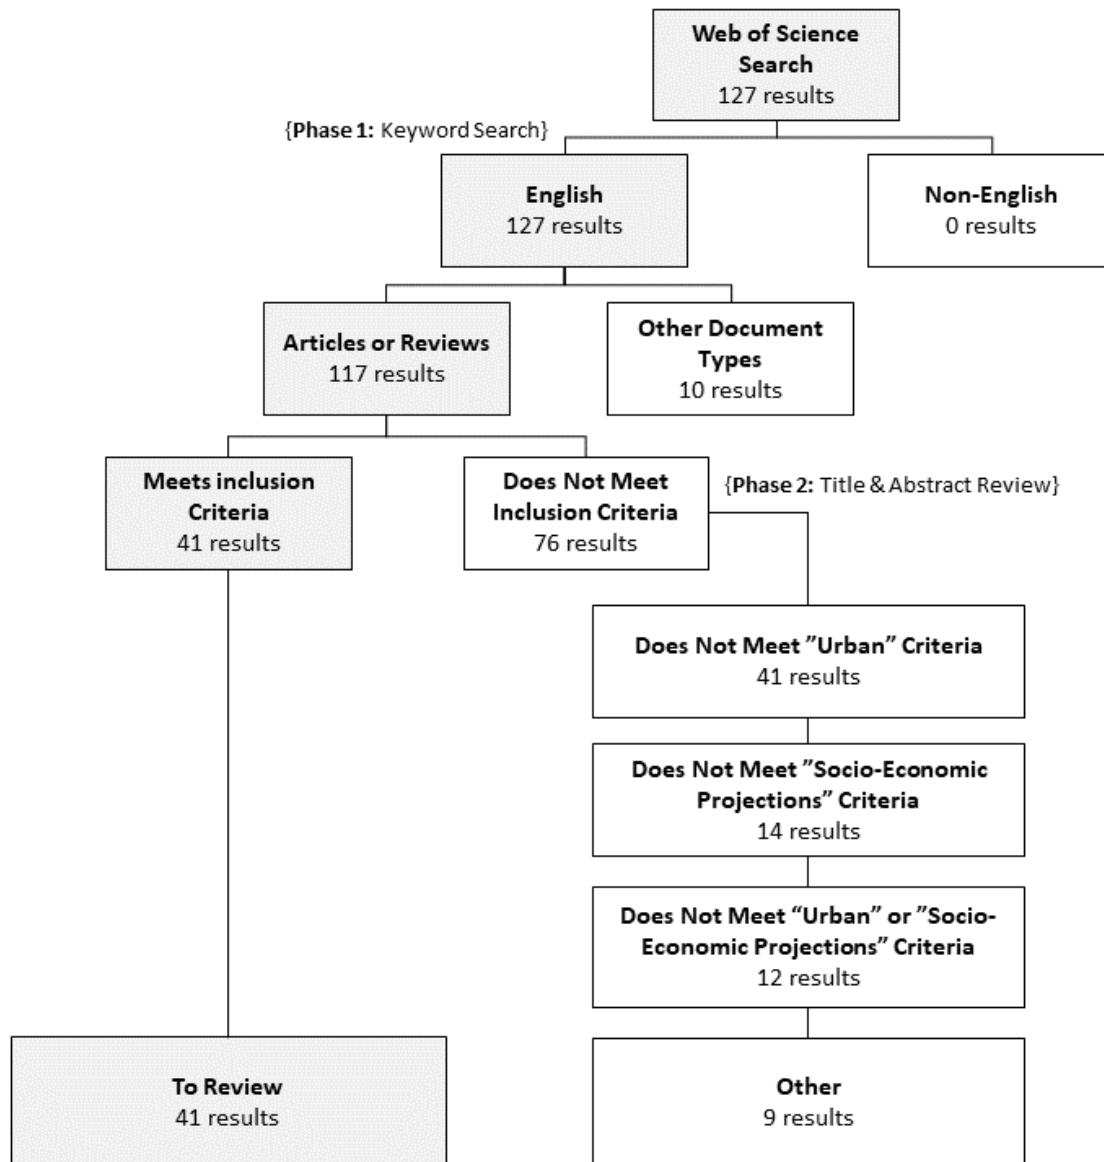 Web of Science
Search
127 results
{Phase 1: Keyword Search}
English
127 results
Non-English
0 results
Articles or Reviews
117 results
Other Document
Types
10 results
Meets inclusion
Criteria
41 results
Does Not Meet
Inclusion Criteria
76 results
{Phase 2: Title & Abstract Review}
Does Not Meet ”Urban” Criteria
41 results
Does Not Meet ”Socio-Economic
Projections” Criteria
14 results
Does Not Meet “Urban” or ”Socio-
Economic Projections” Criteria
12 results
To Review
41 results
Other
9 results